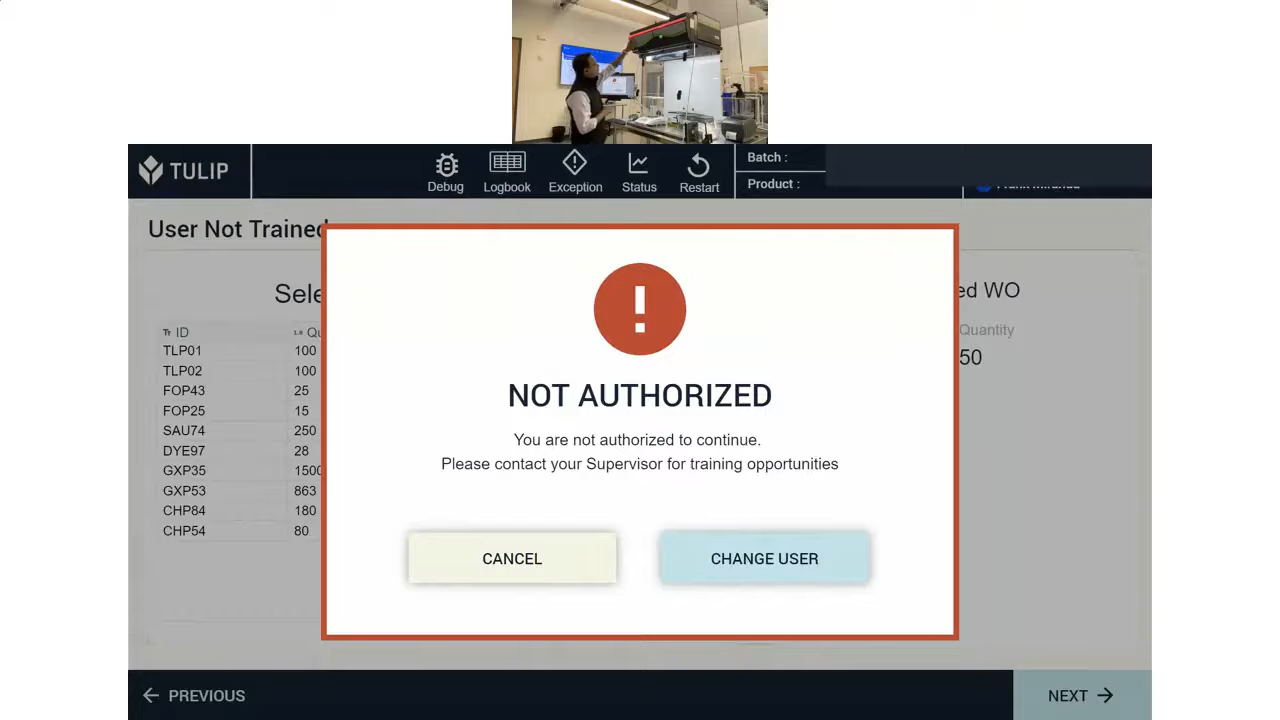 TULIP
Debug
Logbook
Exception
Status
Restart
Batch :
Product :
User Not Trained
Sele
ed WO
ID
Qu
Quantity
TLP01 100
50
TLP02 100
FOP43 25
FOP25 15
SAU74 250
DYE97 28
GXP35 1500
GXP53 863
CHP84 180
CHP54 80
NOT AUTHORIZED
You are not authorized to continue.
Please contact your Supervisor for training opportunities
CANCEL
CHANGE USER
PREVIOUS
NEXT